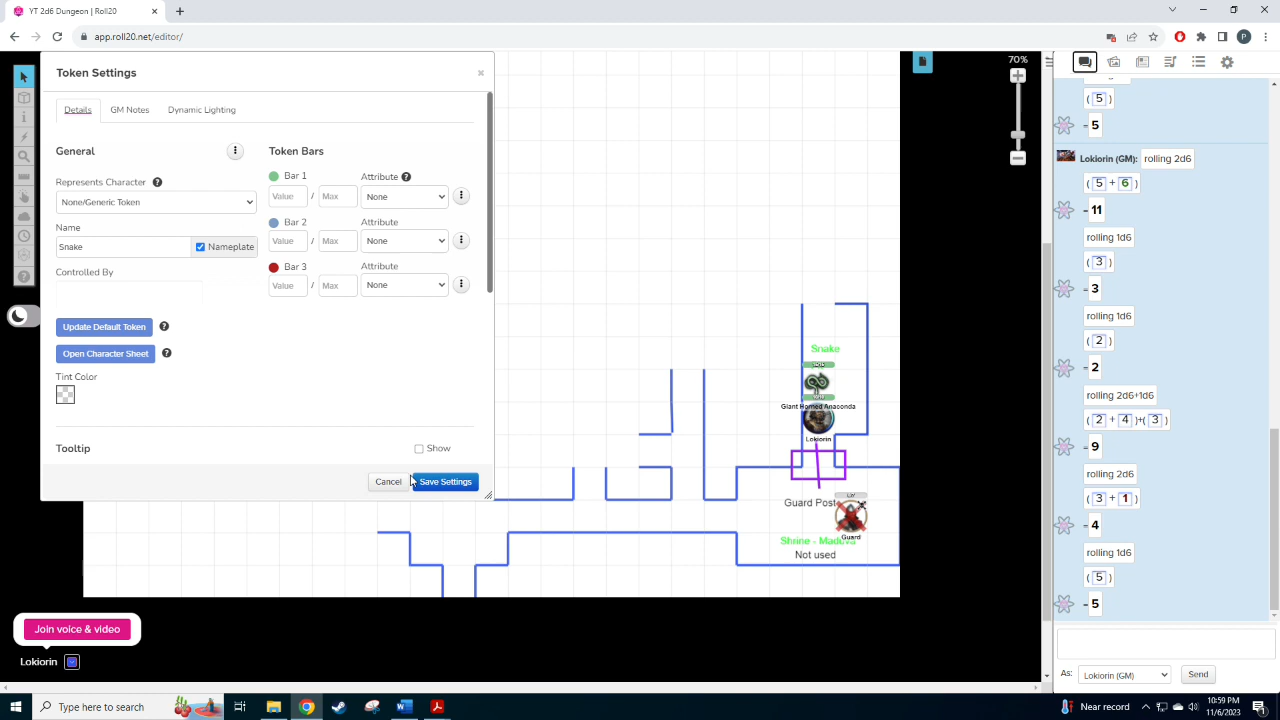 YT 2d6 Dungeon | Roll20
app.roll20.net/editor/
P
Token Settings
Details
GM Notes
Dynamic Lighting
General
Token Bars
Represents Character
None/Generic Token
Name
Snake
Nameplate
Controlled By
Bar 1
Attribute
Value / Max
None
Bar 2
Attribute
Value / Max
None
Bar 3
Attribute
Value / Max
None
Update Default Token
Open Character Sheet
Tint Color
Tooltip
Show
Cancel
Save Settings
70%
Snake
Giant Horned Anaconda
Lokiorin
Guard Post
Guard
Not used
Join voice & video
Lokiorin
(5)
= 5
Lokiorin (GM): rolling 2d6
(5 + 6)
= 11
rolling 1d6
(3)
= 3
rolling 1d6
(2)
= 2
rolling 2d6+1d6
(2 + 4)+(3)
= 9
rolling 2d6
(3 + 1)
= 4
rolling 1d6
(5)
= 5
As: Lokiorin (GM)
Send
Type here to search
Near record
10:59 PM
11/6/2023